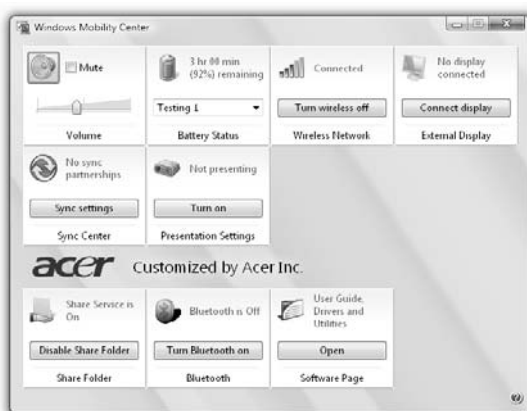 Windows Mobility Center
Mute
Volume
3 hr 00 min
(92%) remaining
Testing 1
Battery Status
Connected
Turn wireless off
Wireless Network
No display
connected
Connect display
External Display
No sync
partnerships
Sync settings
Sync Center
Not presenting
Turn on
Presentation Settings
acer Customized by Acer Inc.
Share Service is
On
Disable Share Folder
Share Folder
Bluetooth is Off
Turn Bluetooth on
Bluetooth
User Guide,
Drivers and
Utilities
Open
Software Page